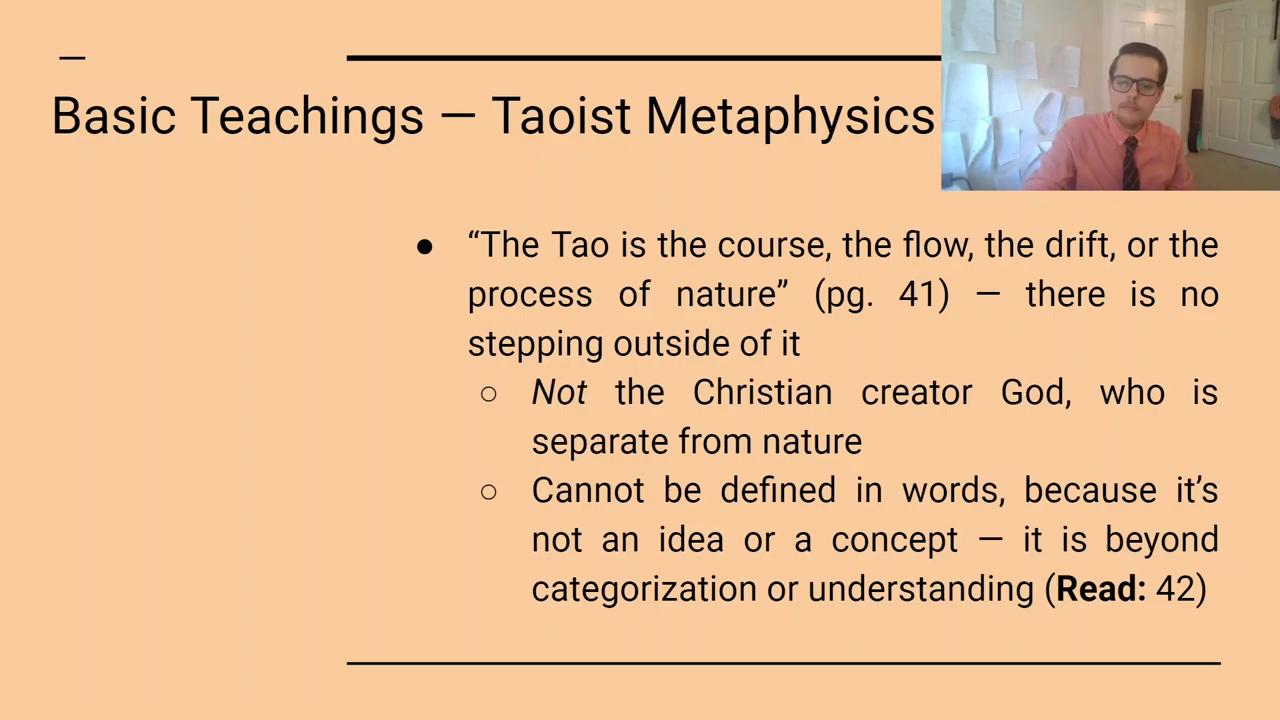 Basic Teachings — Taoist Metaphysics
● “The Tao is the course, the flow, the drift, or the
process of nature” (pg. 41) — there is no
stepping outside of it
○ Not the Christian creator God, who is
separate from nature
○ Cannot be defined in words, because it’s
not an idea or a concept — it is beyond
categorization or understanding (Read: 42)